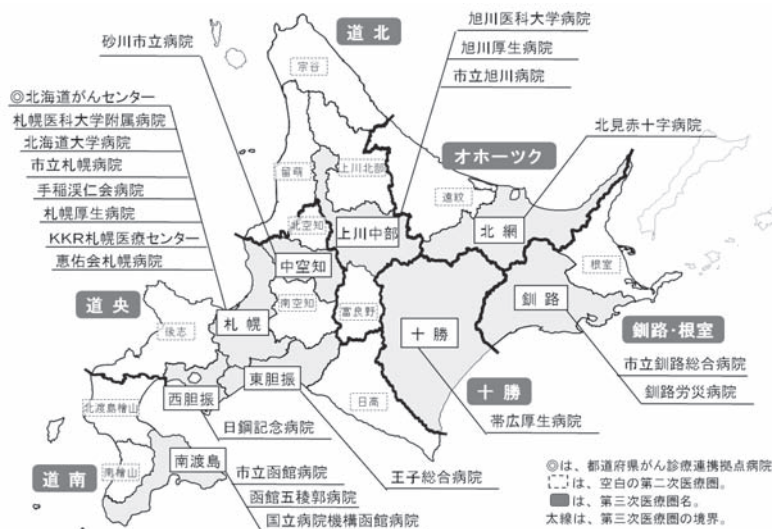 砂川市立病院
道北
旭川医科大学病院
旭川厚生病院
市立旭川病院
宗谷
◎北海道がんセンター
札幌医科大学附属病院
北海道大学病院
市立札幌病院
手稲渓仁会病院
札幌厚生病院
KKR札幌医療センター
恵佑会札幌病院
北見赤十字病院
オホーツク
留萌
上川北部
遠紋
北空知
上川中部
北網
中空知
根室
道央
南空知
富良野
釧路
札幌
十勝
後志
釧路・根室
東胆振
市立釧路総合病院
西胆振
日高
十勝
釧路労災病院
北渡島檜山
日鋼記念病院
帯広厚生病院
南渡島
南檜山
道南
市立函館病院
王子総合病院
函館五稜郭病院
国立病院機構函館病院
◎は、都道府県がん診療連携拠点病院
は、空白の第二次医療圏。
は、第三次医療圏名。
太線は、第三次医療圏の境界。